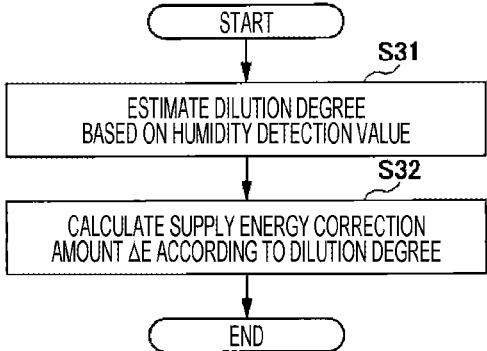 START
S31
ESTIMATE DILUTION DEGREE
BASED ON HUMIDITY DETECTION VALUE
S32
CALCULATE SUPPLY ENERGY CORRECTION
AMOUNT ΔE ACCORDING TO DILUTION DEGREE
END